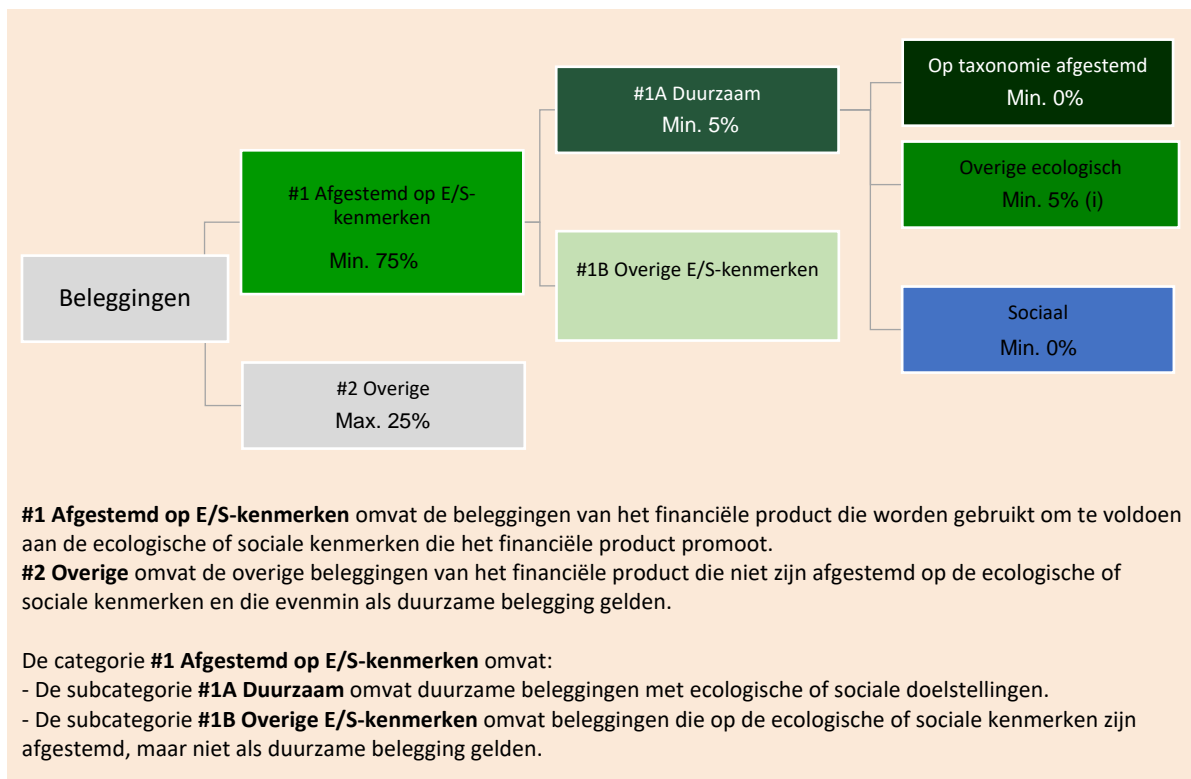 Beleggingen
#1 Afgestemd op E/S-
kenmerken
Min. 75%
#2 Overige
Max. 25%
#1A Duurzaam
Min. 5%
#1B Overige E/S-kenmerken
Op taxonomie afgestemd
Min. 0%
Overige ecologisch
Min. 5% (i)
Sociaal
Min. 0%
#1 Afgestemd op E/S-kenmerken omvat de beleggingen van het financiële product die worden gebruikt om te voldoen
aan de ecologische of sociale kenmerken die het financiële product promoot.
#2 Overige omvat de overige beleggingen van het financiële product die niet zijn afgestemd op de ecologische of
sociale kenmerken en die evenmin als duurzame belegging gelden.
De categorie #1 Afgestemd op E/S-kenmerken omvat:
- De subcategorie #1A Duurzaam omvat duurzame beleggingen met ecologische of sociale doelstellingen.
- De subcategorie #1B Overige E/S-kenmerken omvat beleggingen die op de ecologische of sociale kenmerken zijn
afgestemd, maar niet als duurzame belegging gelden.